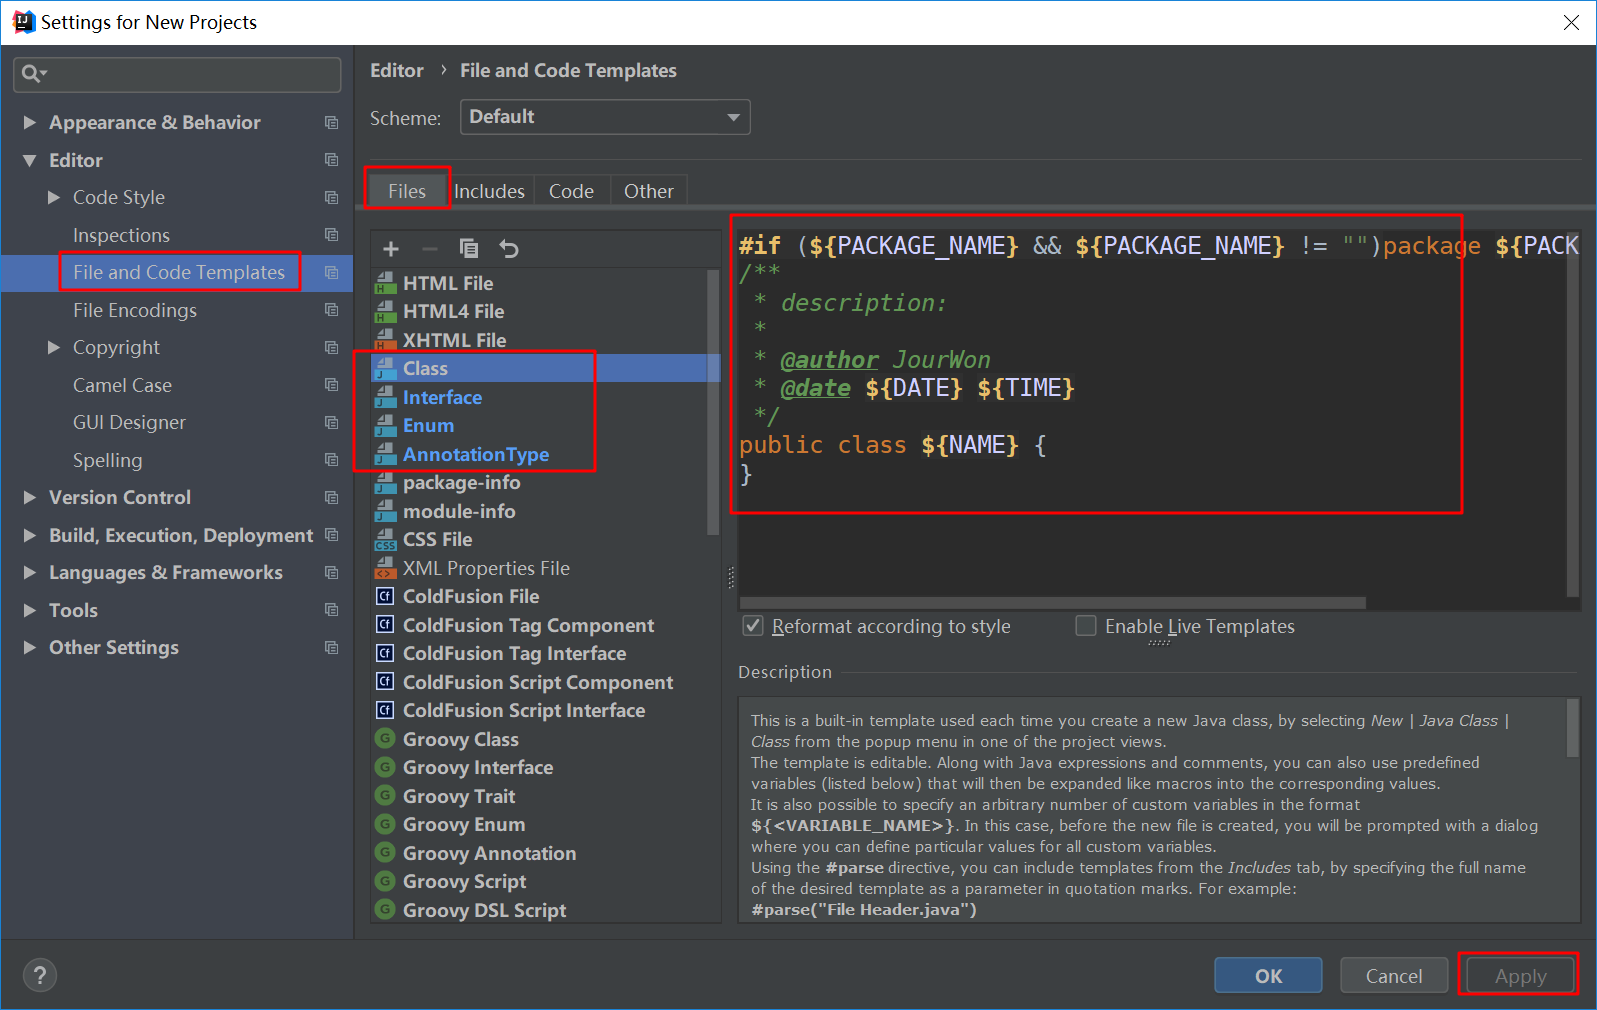 Settings for New Projects
Appearance & Behavior
Editor
Code Style
Inspections
File and Code Templates
File Encodings
Copyright
Camel Case
GUI Designer
Spelling
Version Control
Build, Execution, Deployment
Languages & Frameworks
Tools
Other Settings
Editor › File and Code Templates
Scheme: Default
Files Includes Code Other
HTML File
HTML4 File
XHTML File
Class
Interface
Enum
AnnotationType
package-info
module-info
CSS File
XML Properties File
ColdFusion File
ColdFusion Tag Component
ColdFusion Tag Interface
ColdFusion Script Component
ColdFusion Script Interface
Groovy Class
Groovy Interface
Groovy Trait
Groovy Enum
Groovy Annotation
Groovy Script
Groovy DSL Script
#if (${PACKAGE_NAME} && ${PACKAGE_NAME} != "")package ${PACK
/**
 * description:
 *
 * @author JourWon
 * @date ${DATE} ${TIME}
 */
public class ${NAME} {
}
Reformat according to style Enable Live Templates
Description
This is a built-in template used each time you create a new Java class, by selecting New | Java Class |
Class from the popup menu in one of the project views.
The template is editable. Along with Java expressions and comments, you can also use predefined
variables (listed below) that will then be expanded like macros into the corresponding values.
It is also possible to specify an arbitrary number of custom variables in the format
${<VARIABLE_NAME>}. In this case, before the new file is created, you will be prompted with a dialog
where you can define particular values for all custom variables.
Using the #parse directive, you can include templates from the Includes tab, by specifying the full name
of the desired template as a parameter in quotation marks. For example:
#parse("File Header.java")
? OK Cancel Apply